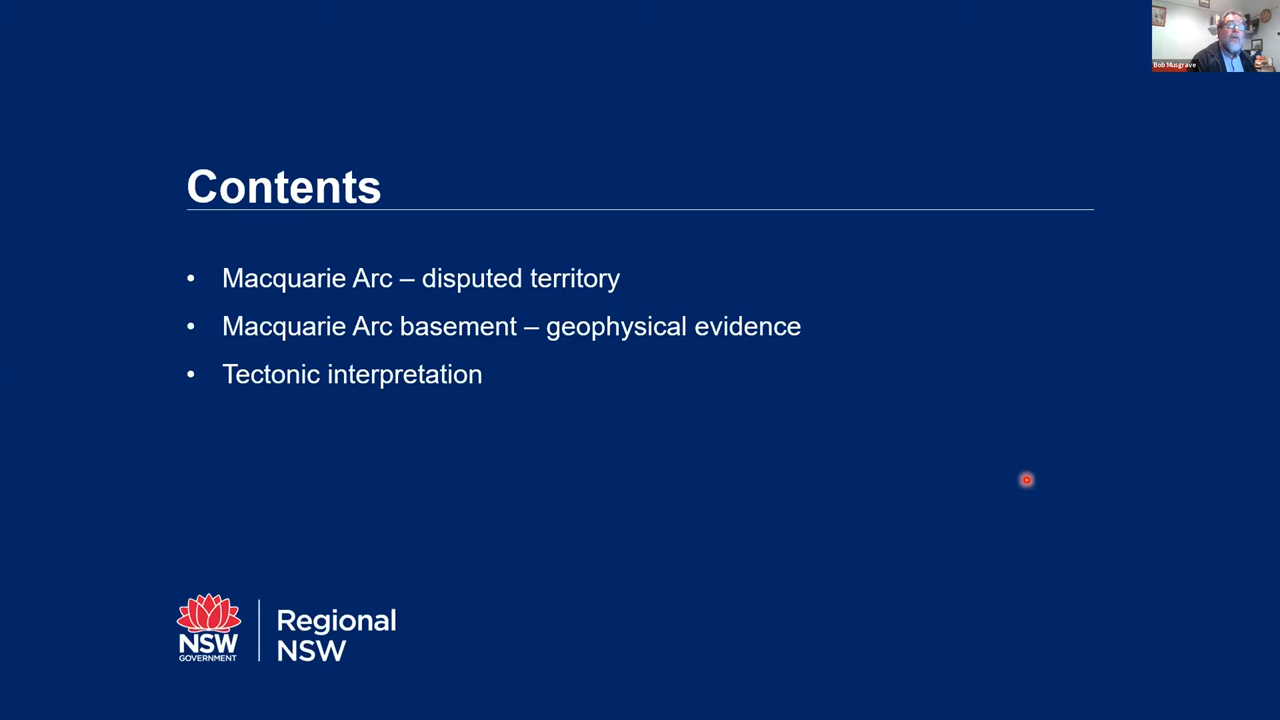 Bob Musgrave
Contents
• Macquarie Arc – disputed territory
• Macquarie Arc basement – geophysical evidence
• Tectonic interpretation
NSW
GOVERNMENT
Regional
NSW